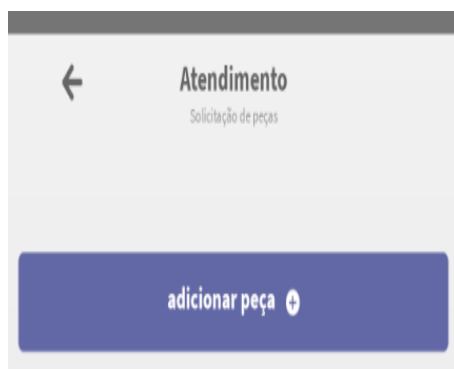 Atendimento
Solicitação de peças
adicionar peça